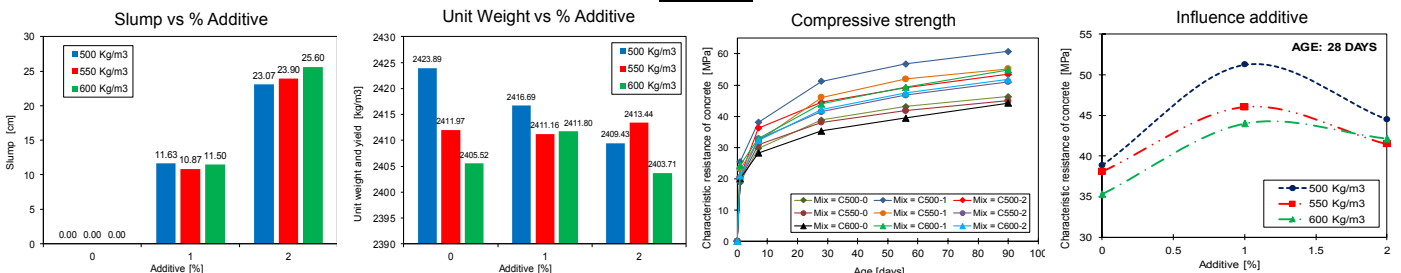 Slump vs % Additive
30
25
20
15
10
5
0
Slump [cm]
500 Kg/m3
550 Kg/m3
600 Kg/m3
0.00 0.00 0.00
11.63 10.87 11.50
23.07 23.90 25.60
0 1 2
Additive [%]
Unit Weight vs % Additive
2430
2425
2420
2415
2410
2405
2400
2395
2390
Unit weight and yield [kg/m3]
500 Kg/m3
550 Kg/m3
600 Kg/m3
2423.89
2411.97
2405.52
2416.69
2411.16 2411.80
2409.43
2413.44
2403.71
0 1 2
Additive [%]
Compressive strength
60
50
40
30
20
10
0
Characteristic resistance of concrete [MPa]
Mix = C500-0 Mix = C500-1 Mix = C500-2
Mix = C550-0 Mix = C550-1 Mix = C550-2
Mix = C600-0 Mix = C600-1 Mix = C600-2
0 10 20 30 40 50 60 70 80 90 100
Age [days]
Influence additive
AGE: 28 DAYS
55
50
45
40
35
30
Characteristic resistance of concrete [MPa]
500 Kg/m3
550 Kg/m3
600 Kg/m3
0 0.5 1.0 1.5 2
Additive [%]